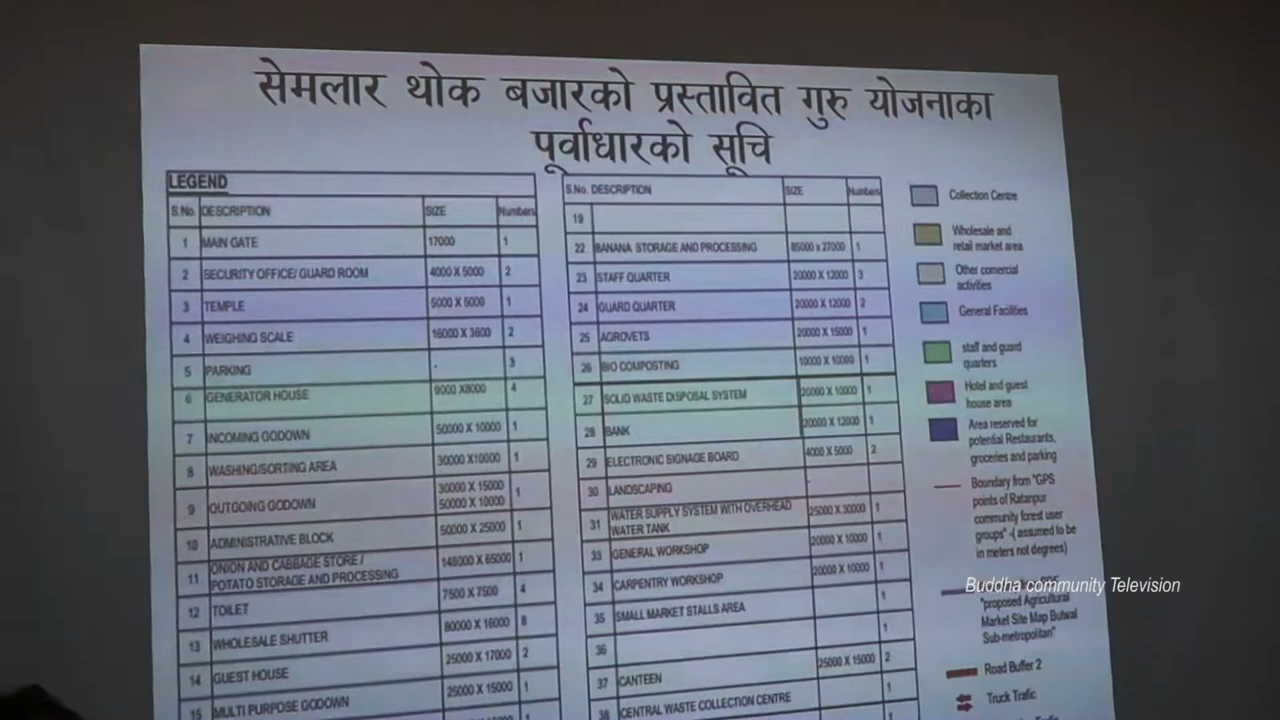 सेमलार थोक बजारको प्रस्तावित गुरु योजनाका
पूर्वाधारको सूचि
LEGEND
S.No. DESCRIPTION SIZE Numbers
1 MAIN GATE 17000 1
2 SECURITY OFFICE/ GUARD ROOM 4000 X 5000 2
3 TEMPLE 5000 X 5000 1
4 WEIGHING SCALE 16000 X 3600 2
5 PARKING - 3
6 GENERATOR HOUSE 9000 X8000 4
7 INCOMING GODOWN 50000 X 10000 1
8 WASHING/SORTING AREA 30000 X10000 1
9 OUTGOING GODOWN 30000 X 15000 1
50000 X 10000
10 ADMINISTRATIVE BLOCK 50000 X 25000 1
11 ONION AND CABBAGE STORE / 148000 X 65000 1
POTATO STORAGE AND PROCESSING
12 TOILET 7500 X 7500 4
13 WHOLESALE SHUTTER 80000 X 16000 8
14 GUEST HOUSE 25000 X 17000 2
15 MULTI PURPOSE GODOWN 25000 X 15000 1
S.No. DESCRIPTION SIZE Numbers
19
22 BANANA STORAGE AND PROCESSING 85000 x 27000 1
23 STAFF QUARTER 20000 X 12000 3
24 GUARD QUARTER 20000 X 12000 2
25 AGROVETS 20000 X 15000 1
26 BIO COMPOSTING 10000 X 10000 1
27 SOLID WASTE DISPOSAL SYSTEM 20000 X 10000 1
28 BANK 20000 X 12000 1
29 ELECTRONIC SIGNAGE BOARD 4000 X 5000 2
30 LANDSCAPING -
31 WATER SUPPLY SYSTEM WITH OVERHEAD 25000 X 30000 1
WATER TANK
33 GENERAL WORKSHOP 20000 X 10000 1
34 CARPENTRY WORKSHOP 20000 X 10000 1
35 SMALL MARKET STALLS AREA 1
36 1
37 CANTEEN 25000 X 15000 2
38 CENTRAL WASTE COLLECTION CENTRE 1
Collection Centre
Wholesale and
retail market area
Other comercial
activities
General Facilities
staff and guard
quarters
Hotel and guest
house area
Area reserved for
potential Restaurants,
groceries and parking
Boundary from "GPS
points of Ratanpur
community forest user
groups" -( assumed to be
in meters not degrees)
"proposed Agricultural
Market Site Map Butwal
Sub-metropolitan"
Road Buffer 2
Truck Trafic
Buddha community Television